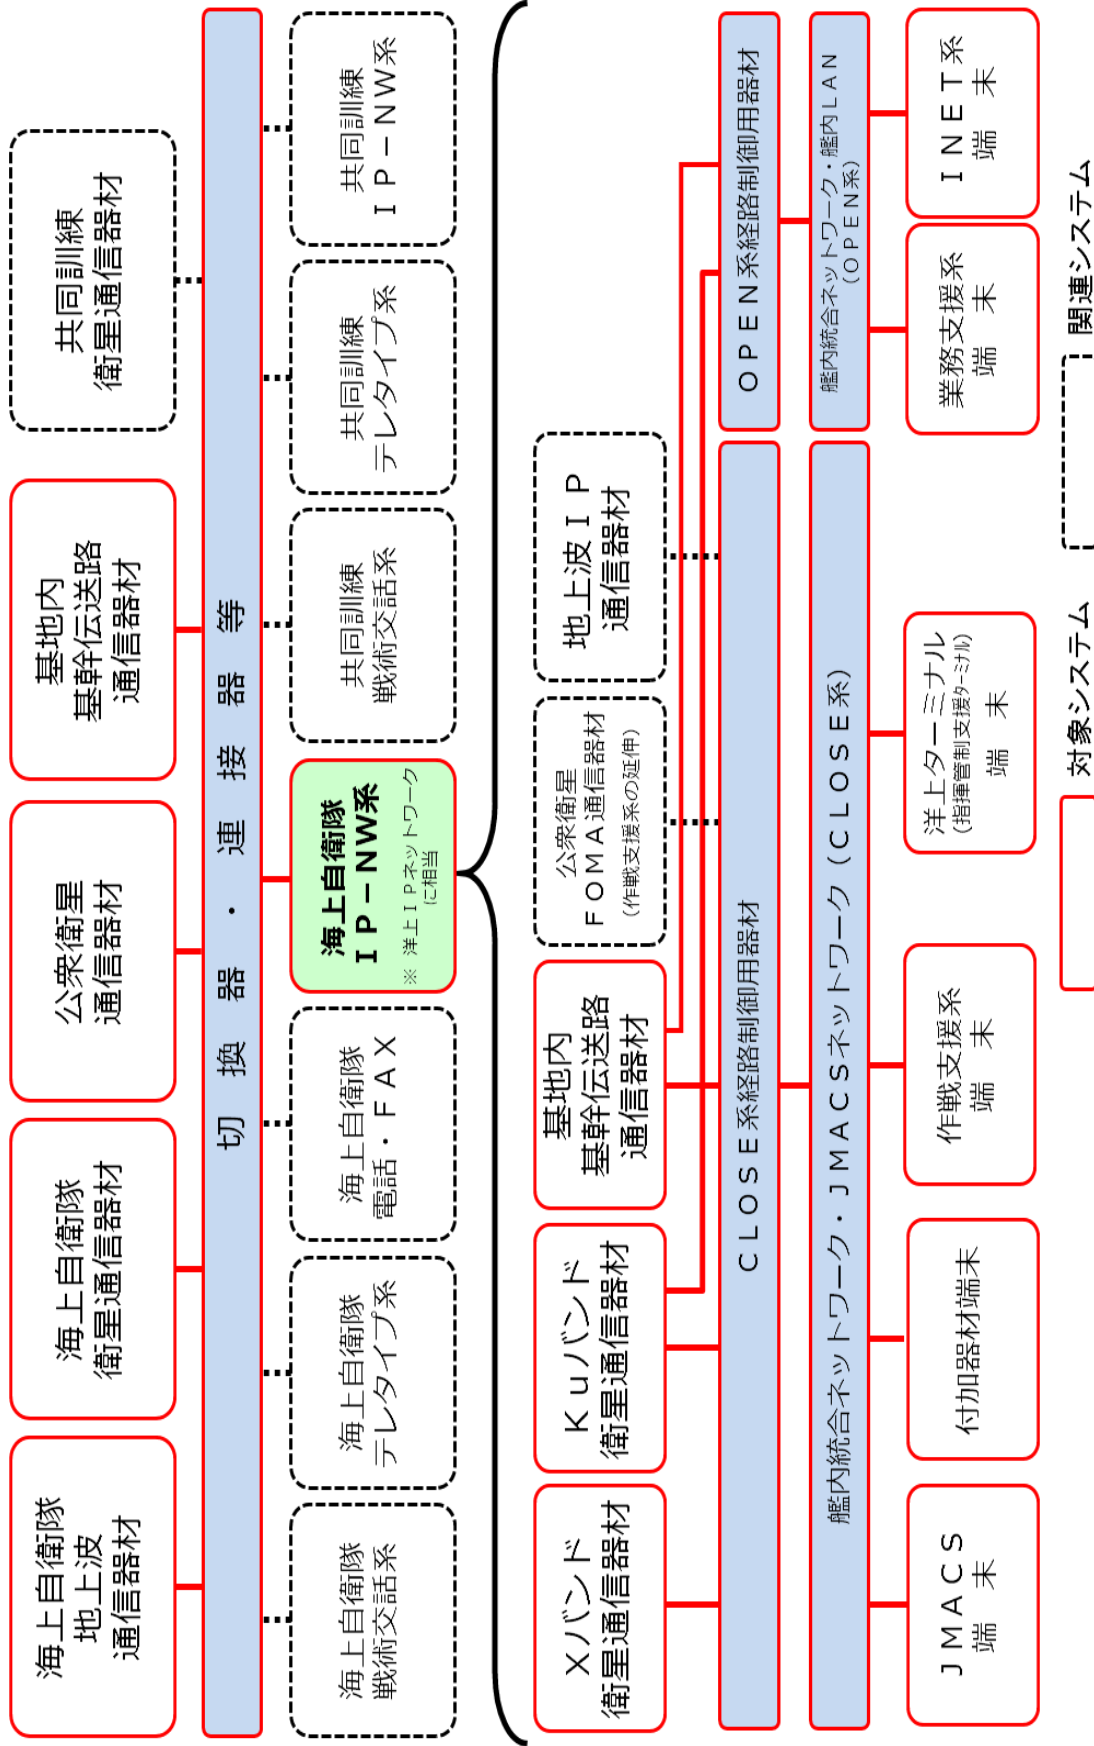 海上自衛隊
地上波
通信器材
海上自衛隊
衛星通信器材
公衆衛星
通信器材
基地内
基幹伝送路
通信器材
共同訓練
衛星通信器材
切換器・連接器等
海上自衛隊
戦術交話系
海上自衛隊
テレタイプ系
海上自衛隊
電話・ＦＡＸ
海上自衛隊
ＩＰ－ＮＷ系
※ 洋上ＩＰネットワーク
に相当
共同訓練
戦術交話系
共同訓練
テレタイプ系
共同訓練
ＩＰ－ＮＷ系
Ｘバンド
衛星通信器材
Ｋｕバンド
衛星通信器材
基地内
基幹伝送路
通信器材
公衆衛星
ＦＯＭＡ通信器材
（作戦支援系の延伸）
地上波ＩＰ
通信器材
ＣＬＯＳＥ系経路制御用器材
ＯＰＥＮ系経路制御用器材
艦内統合ネットワーク・ＪＭＡＣＳネットワーク（ＣＬＯＳＥ系）
艦内統合ネットワーク・艦内ＬＡＮ
（ＯＰＥＮ系）
ＪＭＡＣＳ
端　末
付加器材端末
作戦支援系
端　末
洋上ターミナル
（指揮管制支援ﾀｰﾐﾅﾙ）
端　末
業務支援系
端　末
ＩＮＥＴ系
端　末
対象システム
関連システム